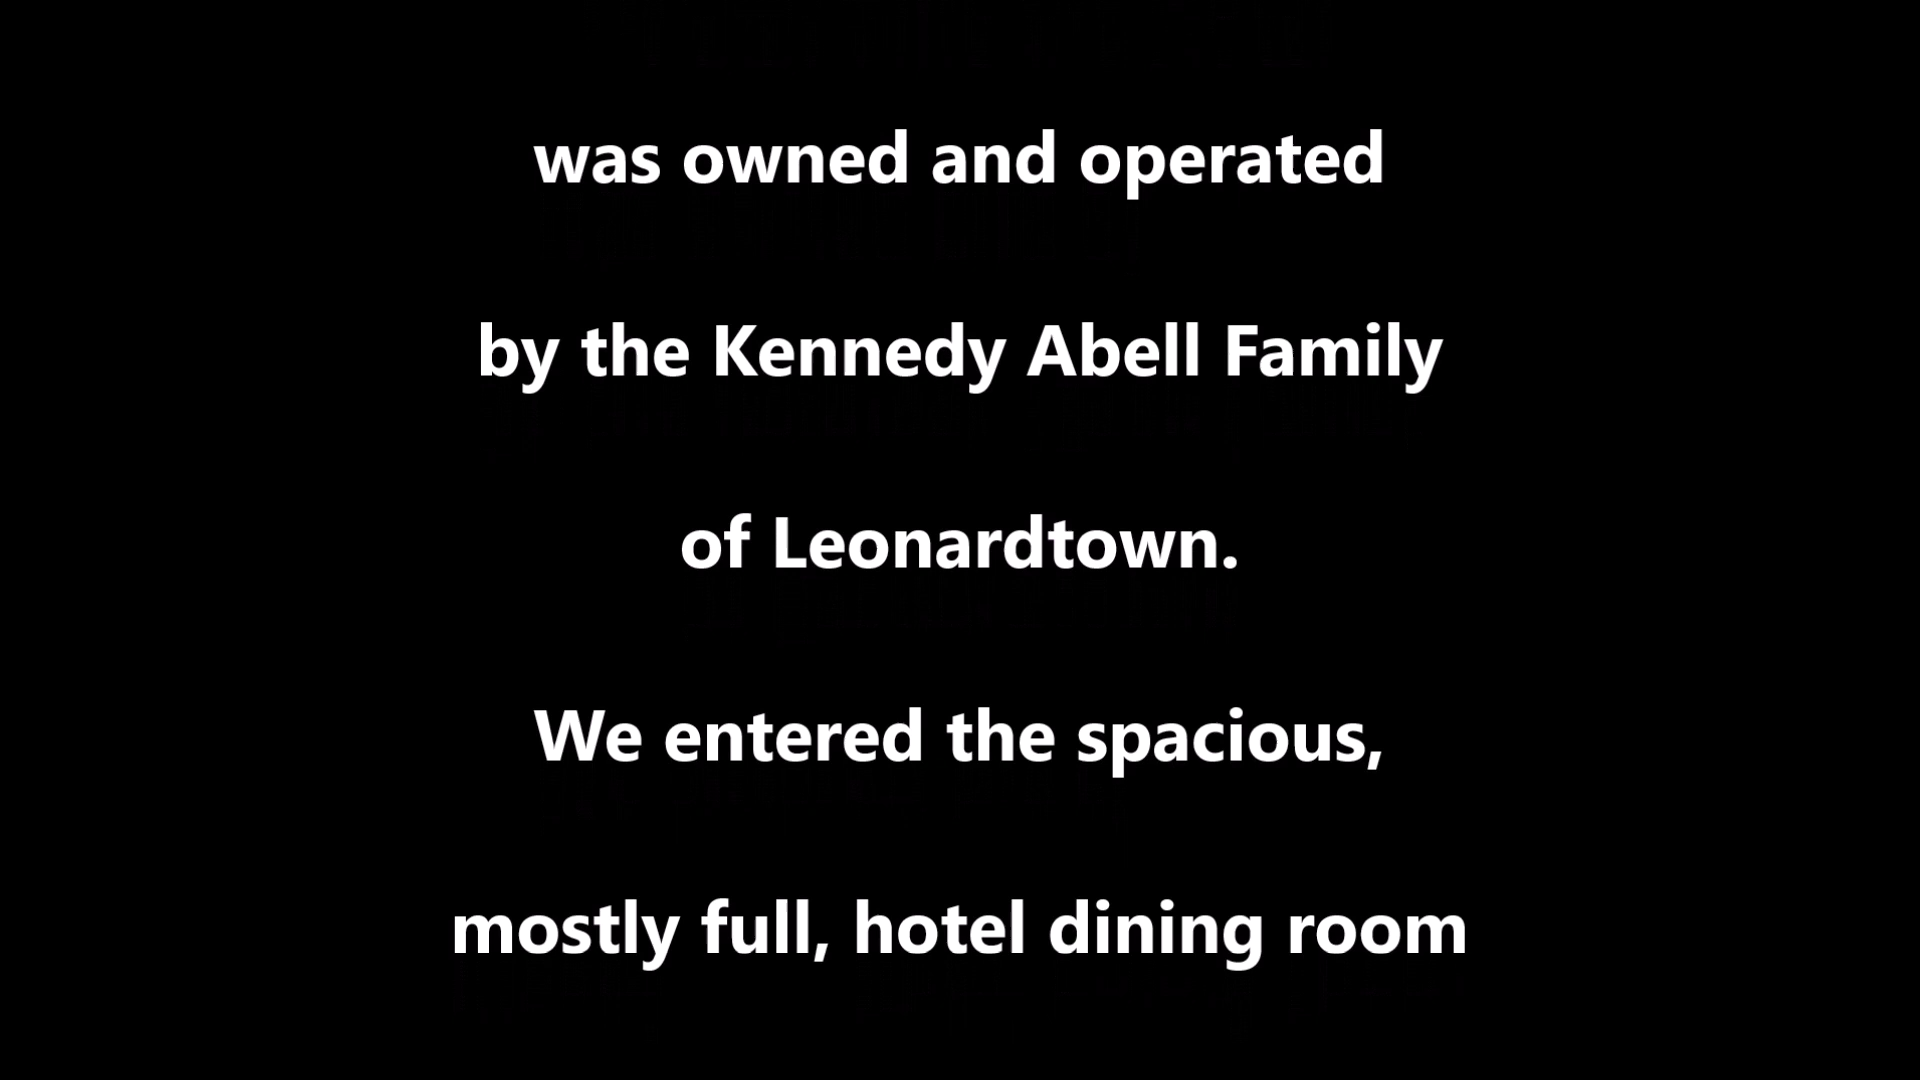 was owned and operated
by the Kennedy Abell Family
of Leonardtown.
We entered the spacious,
mostly full, hotel dining room